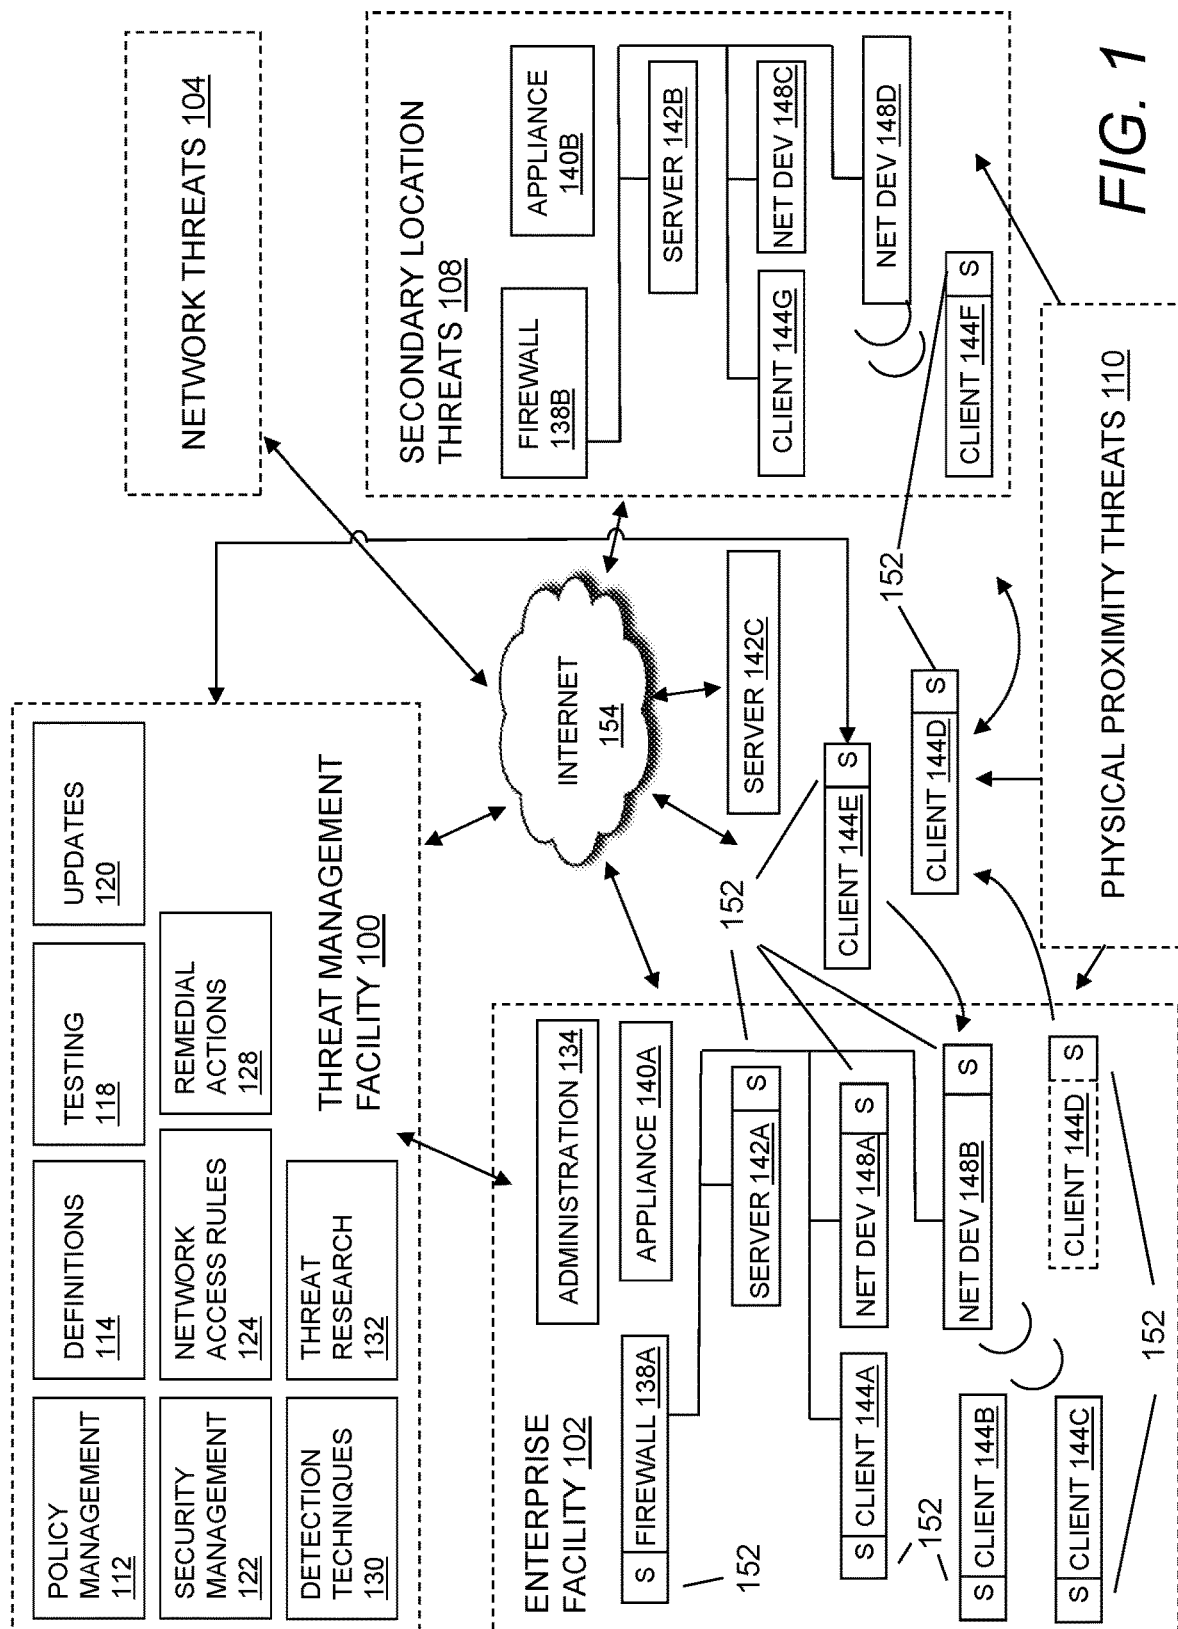 POLICY
MANAGEMENT
112
DEFINITIONS
114
TESTING
118
UPDATES
120
SECURITY
MANAGEMENT
122
NETWORK
ACCESS RULES
124
REMEDIAL
ACTIONS
128
DETECTION
TECHNIQUES
130
THREAT
RESEARCH
132
THREAT MANAGEMENT
FACILITY 100
NETWORK THREATS 104
INTERNET
154
SECONDARY LOCATION
THREATS 108
FIREWALL
138B
APPLIANCE
140B
SERVER 142B
CLIENT 144G
NET DEV 148C
NET DEV 148D
CLIENT 144F
S
ENTERPRISE
FACILITY 102
ADMINISTRATION 134
S
FIREWALL 138A
APPLIANCE 140A
152
SERVER 142A
S
S
CLIENT 144A
NET DEV 148A
S
152
S
CLIENT 144B
NET DEV 148B
S
S
CLIENT 144C
CLIENT 144D
S
152
152
SERVER 142C
CLIENT 144E
S
152
CLIENT 144D
S
PHYSICAL PROXIMITY THREATS 110
FIG. 1